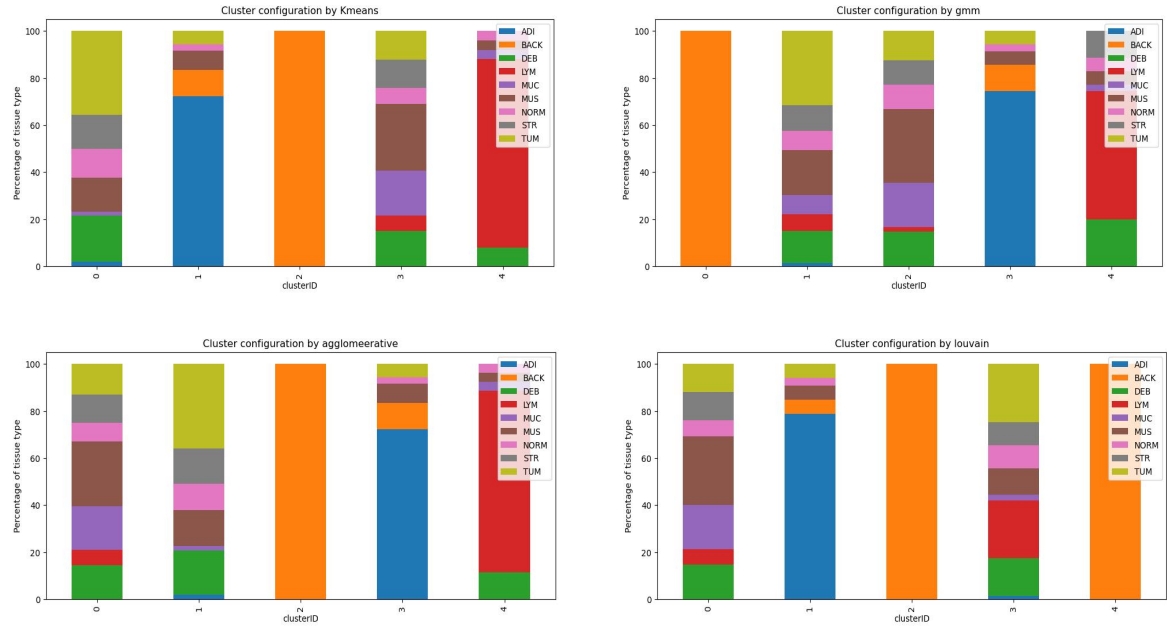 Cluster configuration by Kmeans
100
80
60
40
20
0
Percentage of tissue type
0
1
2
3
4
clusterID
ADI
BACK
DEB
LYM
MUC
MUS
NORM
STR
TUM
Cluster configuration by gmm
100
80
60
40
20
0
Percentage of tissue type
0
1
2
3
4
clusterID
ADI
BACK
DEB
LYM
MUC
MUS
NORM
STR
TUM
Cluster configuration by agglomeerative
100
80
60
40
20
0
Percentage of tissue type
0
1
2
3
4
clusterID
ADI
BACK
DEB
LYM
MUC
MUS
NORM
STR
TUM
Cluster configuration by louvain
100
80
60
40
20
0
Percentage of tissue type
0
1
2
3
4
clusterID
ADI
BACK
DEB
LYM
MUC
MUS
NORM
STR
TUM